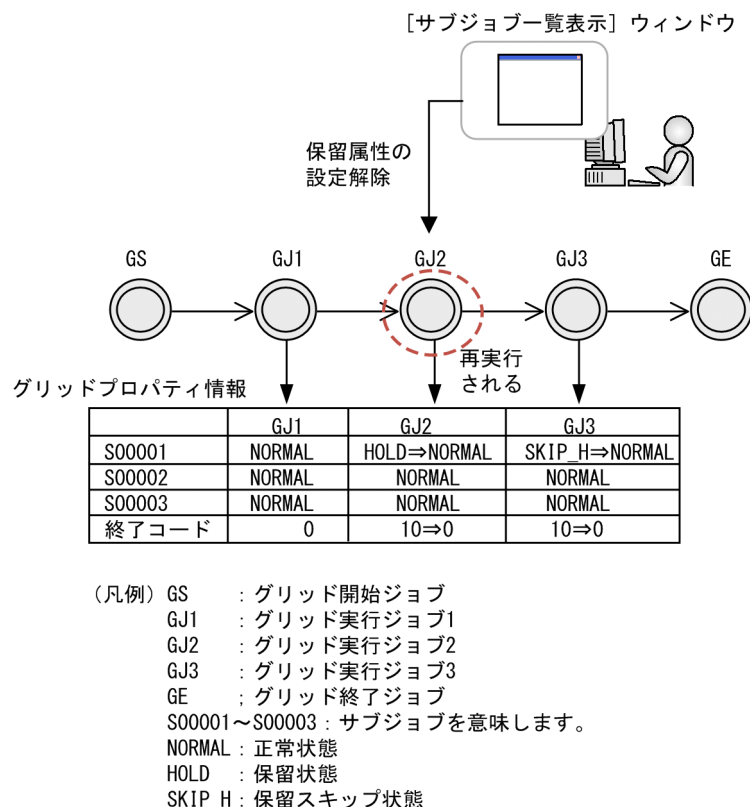 [サブジョブ一覧表示] ウィンドウ
保留属性の
設定解除
GS GJ1 GJ2 GJ3 GE
再実行
される
グリッドプロパティ情報
GJ1 GJ2 GJ3
S00001 NORMAL HOLD⇒NORMAL SKIP_H⇒NORMAL
S00002 NORMAL NORMAL NORMAL
S00003 NORMAL NORMAL NORMAL
終了コード 0 10⇒0 10⇒0
(凡例) GS : グリッド開始ジョブ
GJ1 : グリッド実行ジョブ1
GJ2 : グリッド実行ジョブ2
GJ3 : グリッド実行ジョブ3
GE ; グリッド終了ジョブ
S00001~S00003 : サブジョブを意味します。
NORMAL : 正常状態
HOLD : 保留状態
SKIP_H : 保留スキップ状態